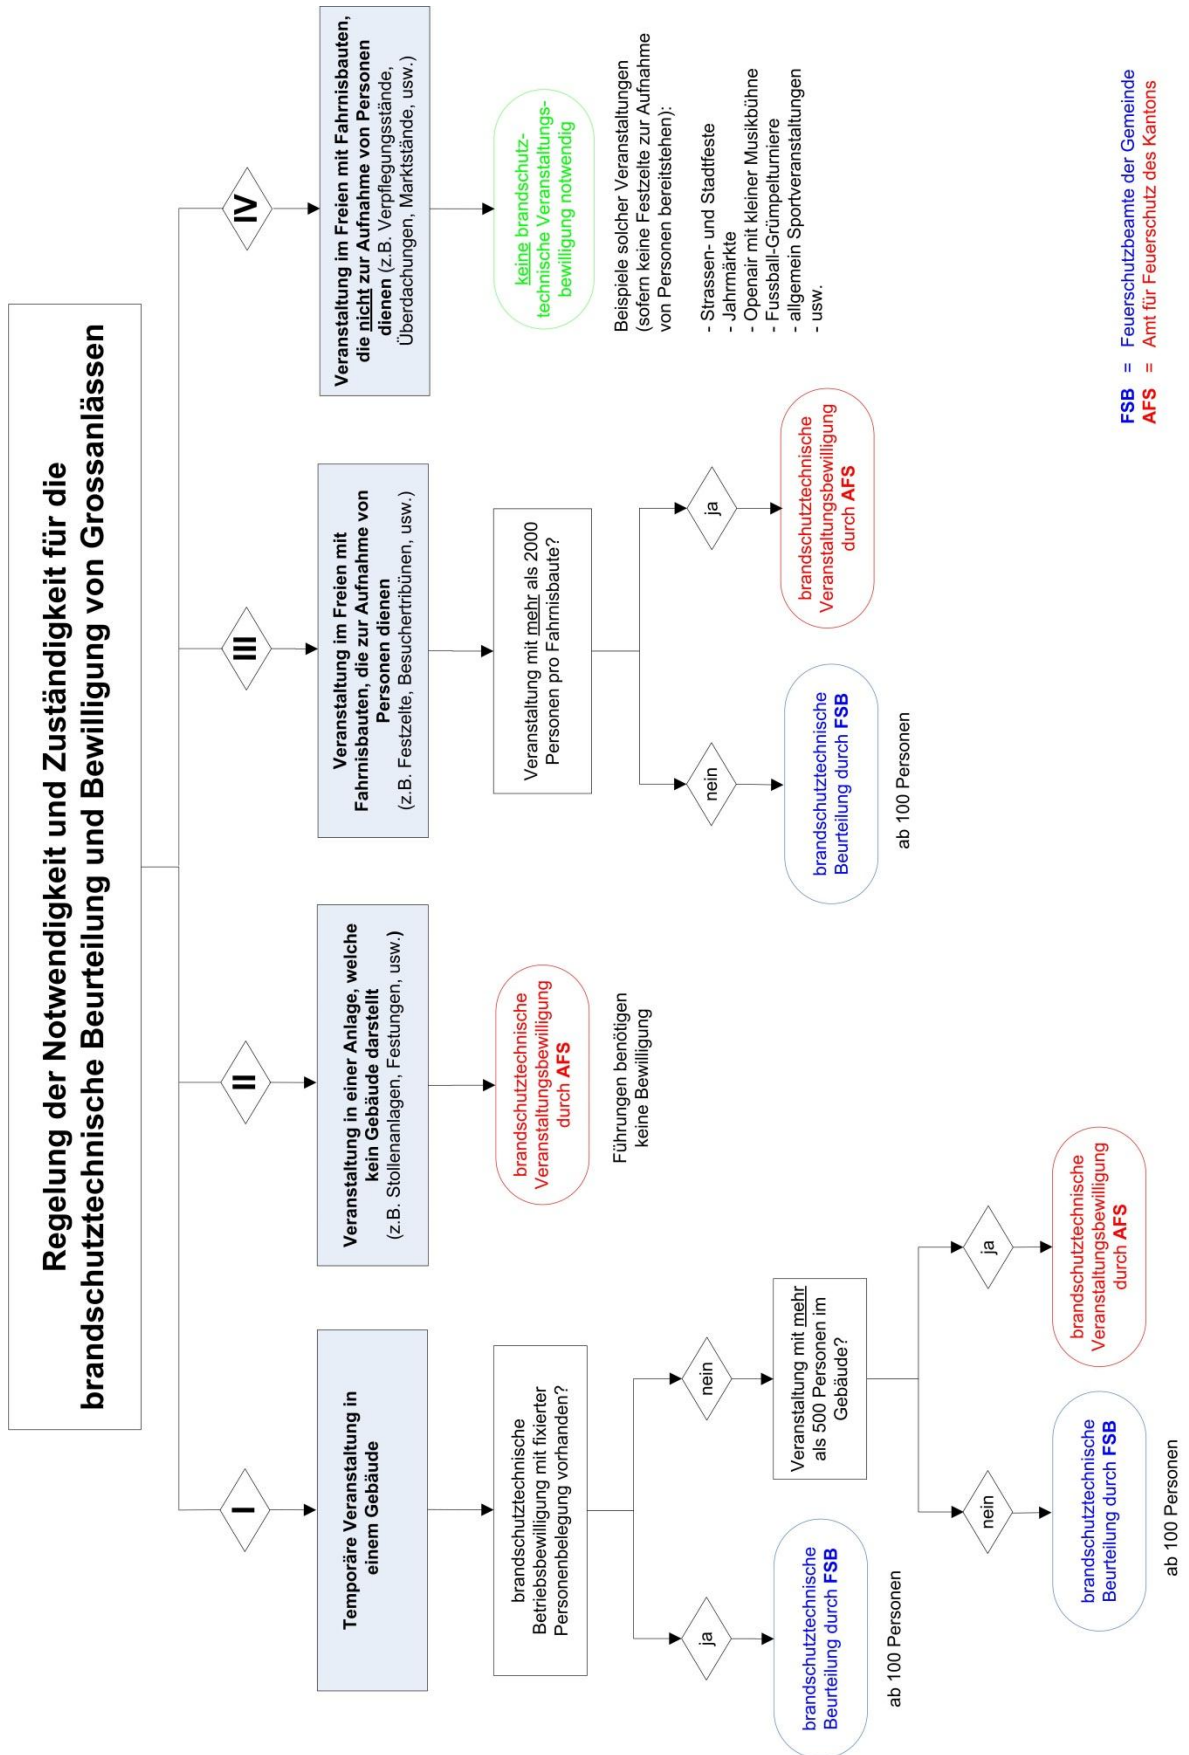 Regelung der Notwendigkeit und Zuständigkeit für die
brandschutztechnische Beurteilung und Bewilligung von Grossanlässen
I
Temporäre Veranstaltung in
einem Gebäude
brandschutztechnische
Betriebsbewilligung mit fixierter
Personenbelegung vorhanden?
ja
brandschutztechnische
Beurteilung durch FSB
ab 100 Personen
nein
Veranstaltung mit mehr
als 500 Personen im
Gebäude?
nein
brandschutztechnische
Beurteilung durch FSB
ab 100 Personen
ja
brandschutztechnische
Veranstaltungsbewilligung
durch AFS
II
Veranstaltung in einer Anlage, welche
kein Gebäude darstellt
(z.B. Stollenanlagen, Festungen, usw.)
brandschutztechnische
Veranstaltungsbewilligung
durch AFS
Führungen benötigen
keine Bewilligung
III
Veranstaltung im Freien mit
Fahrnisbauten, die zur Aufnahme von
Personen dienen
(z.B. Festzelte, Besuchertribünen, usw.)
Veranstaltung mit mehr als 2000
Personen pro Fahrnisbaute?
nein
brandschutztechnische
Beurteilung durch FSB
ab 100 Personen
ja
brandschutztechnische
Veranstaltungsbewilligung
durch AFS
IV
Veranstaltung im Freien mit Fahrnisbauten,
die nicht zur Aufnahme von Personen
dienen (z.B. Verpflegungsstände,
Überdachungen, Marktstände, usw.)
keine brandschutz-
technische Veranstaltungs-
bewilligung notwendig
Beispiele solcher Veranstaltungen
(sofern keine Festzelte zur Aufnahme
von Personen bereitstehen):
- Strassen- und Stadtfeste
- Jahrmärkte
- Openair mit kleiner Musikbühne
- Fussball-Grümpelturniere
- allgemein Sportveranstaltungen
- usw.
FSB = Feuerschutzbeamte der Gemeinde
AFS = Amt für Feuerschutz des Kantons